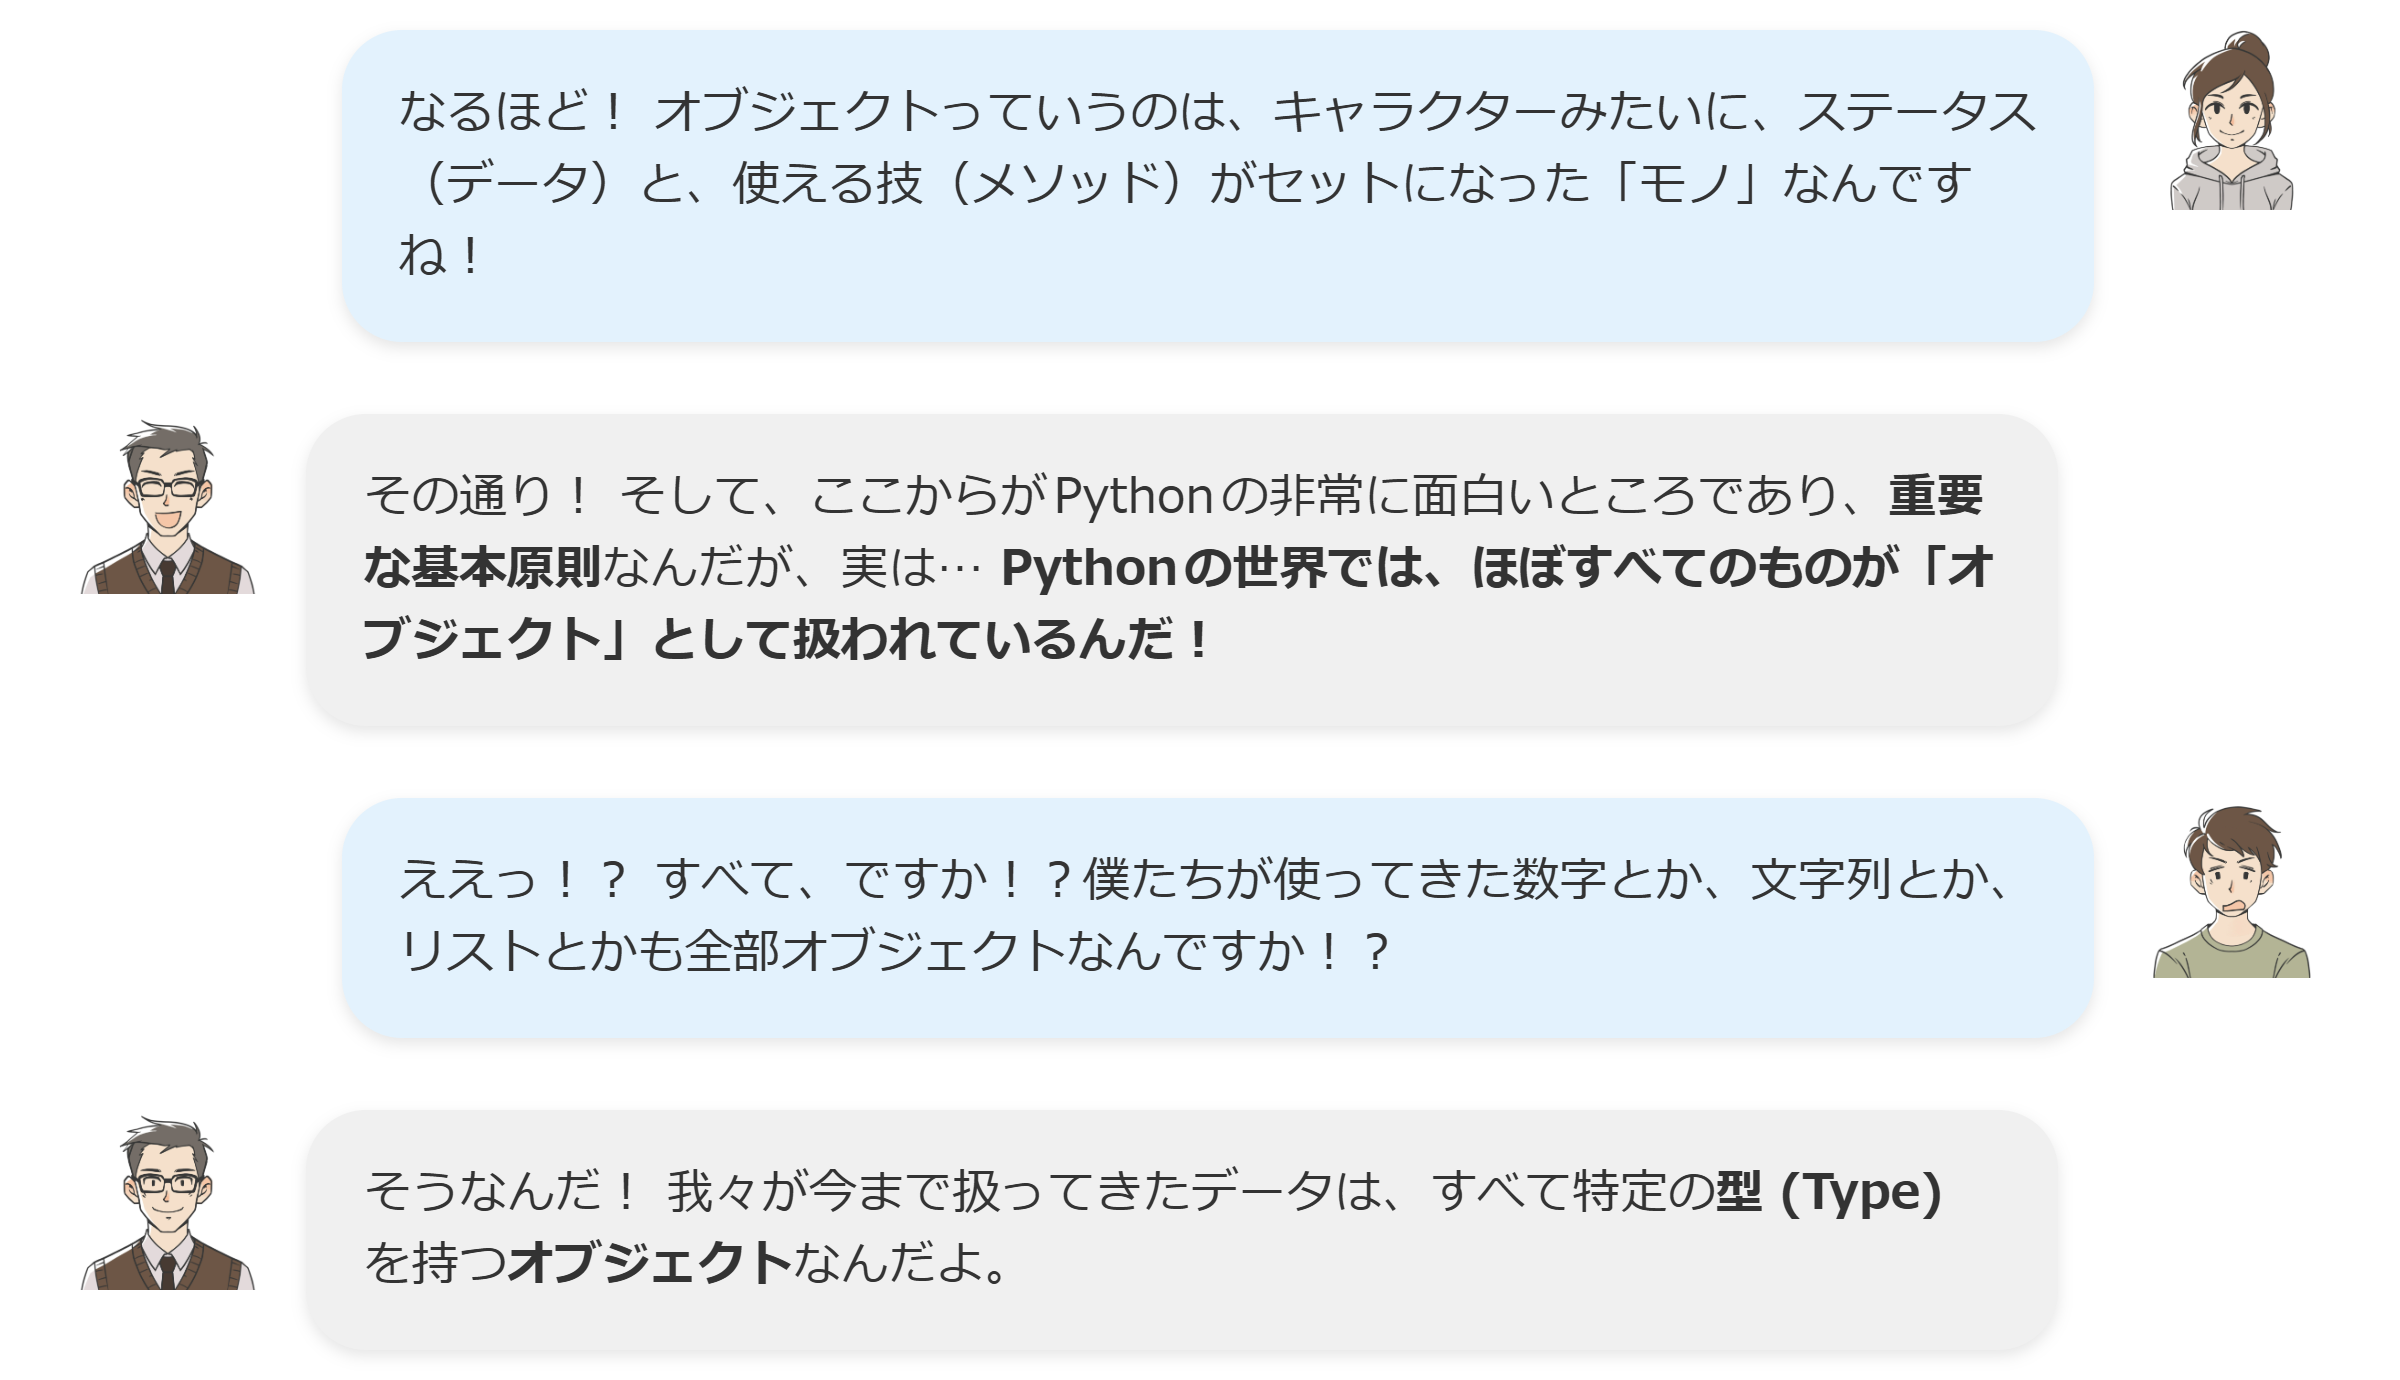 なるほど！ オブジェクトっていうのは、キャラクターみたいに、ステータス
（データ）と、使える技（メソッド）がセットになった「モノ」なんです
ね！
その通り！ そして、ここからがPythonの非常に面白いところであり、重要
な基本原則なんだが、実は… Pythonの世界では、ほぼすべてのものが「オ
ブジェクト」として扱われているんだ！
ええっ！？ すべて、ですか！？僕たちが使ってきた数字とか、文字列とか、
リストとかも全部オブジェクトなんですか！？
そうなんだ！ 我々が今まで扱ってきたデータは、すべて特定の型 (Type)
を持つオブジェクトなんだよ。